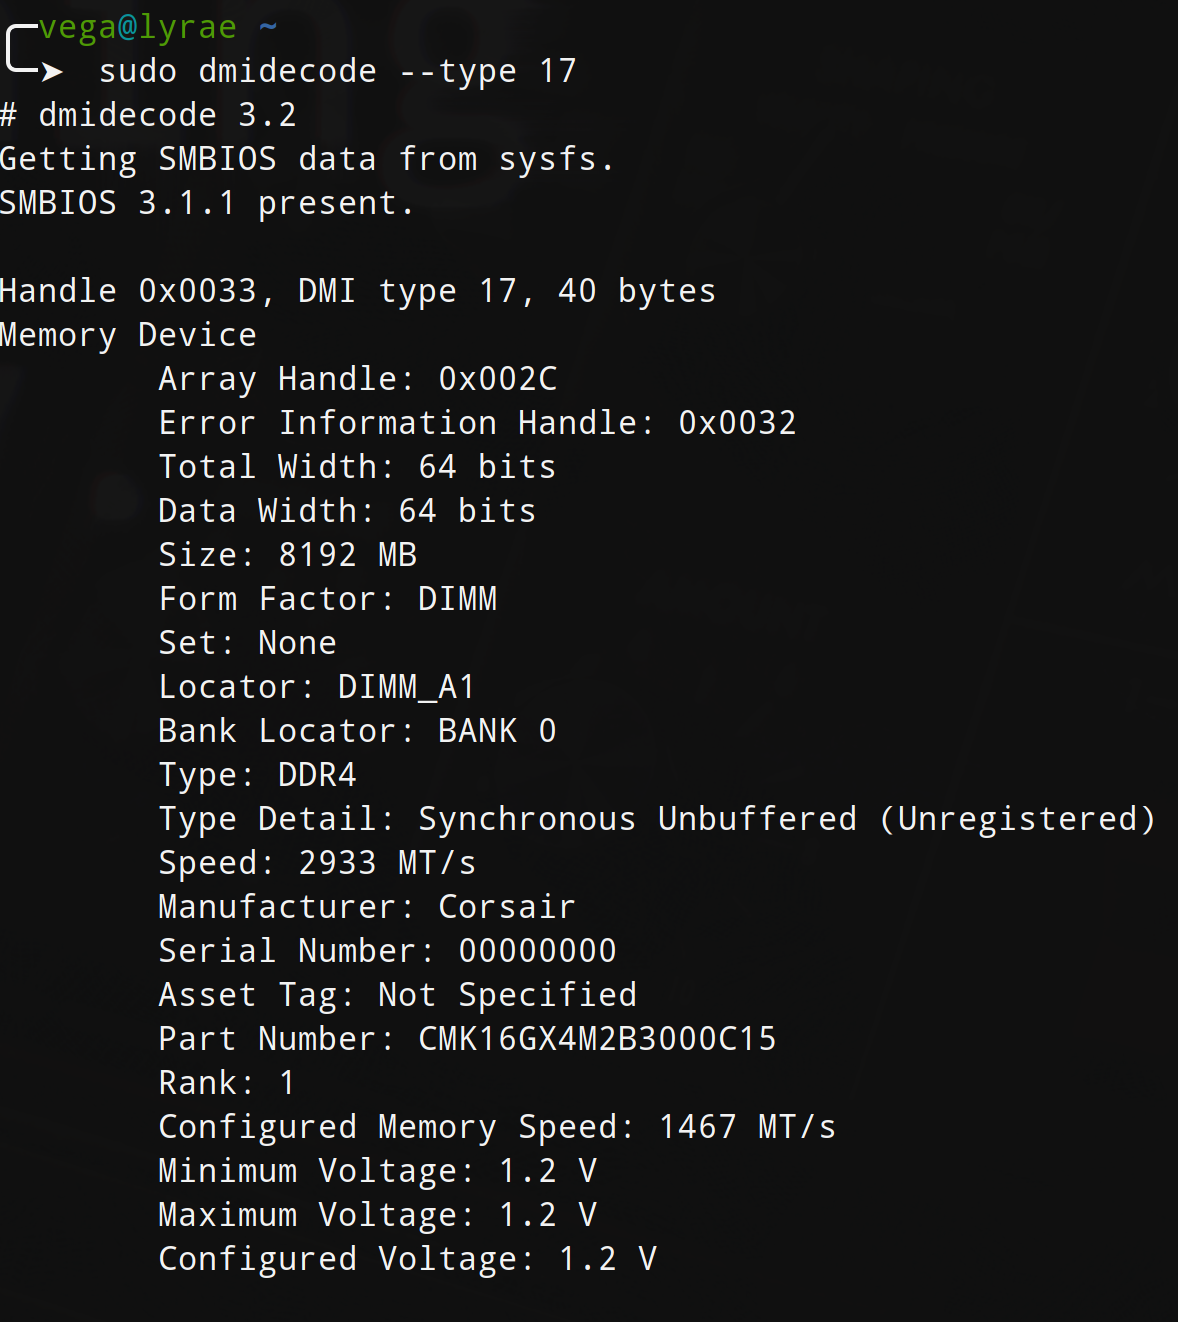 vega@lyrae ~
➤  sudo dmidecode --type 17
# dmidecode 3.2
Getting SMBIOS data from sysfs.
SMBIOS 3.1.1 present.

Handle 0x0033, DMI type 17, 40 bytes
Memory Device
        Array Handle: 0x002C
        Error Information Handle: 0x0032
        Total Width: 64 bits
        Data Width: 64 bits
        Size: 8192 MB
        Form Factor: DIMM
        Set: None
        Locator: DIMM_A1
        Bank Locator: BANK 0
        Type: DDR4
        Type Detail: Synchronous Unbuffered (Unregistered)
        Speed: 2933 MT/s
        Manufacturer: Corsair
        Serial Number: 00000000
        Asset Tag: Not Specified
        Part Number: CMK16GX4M2B3000C15
        Rank: 1
        Configured Memory Speed: 1467 MT/s
        Minimum Voltage: 1.2 V
        Maximum Voltage: 1.2 V
        Configured Voltage: 1.2 V